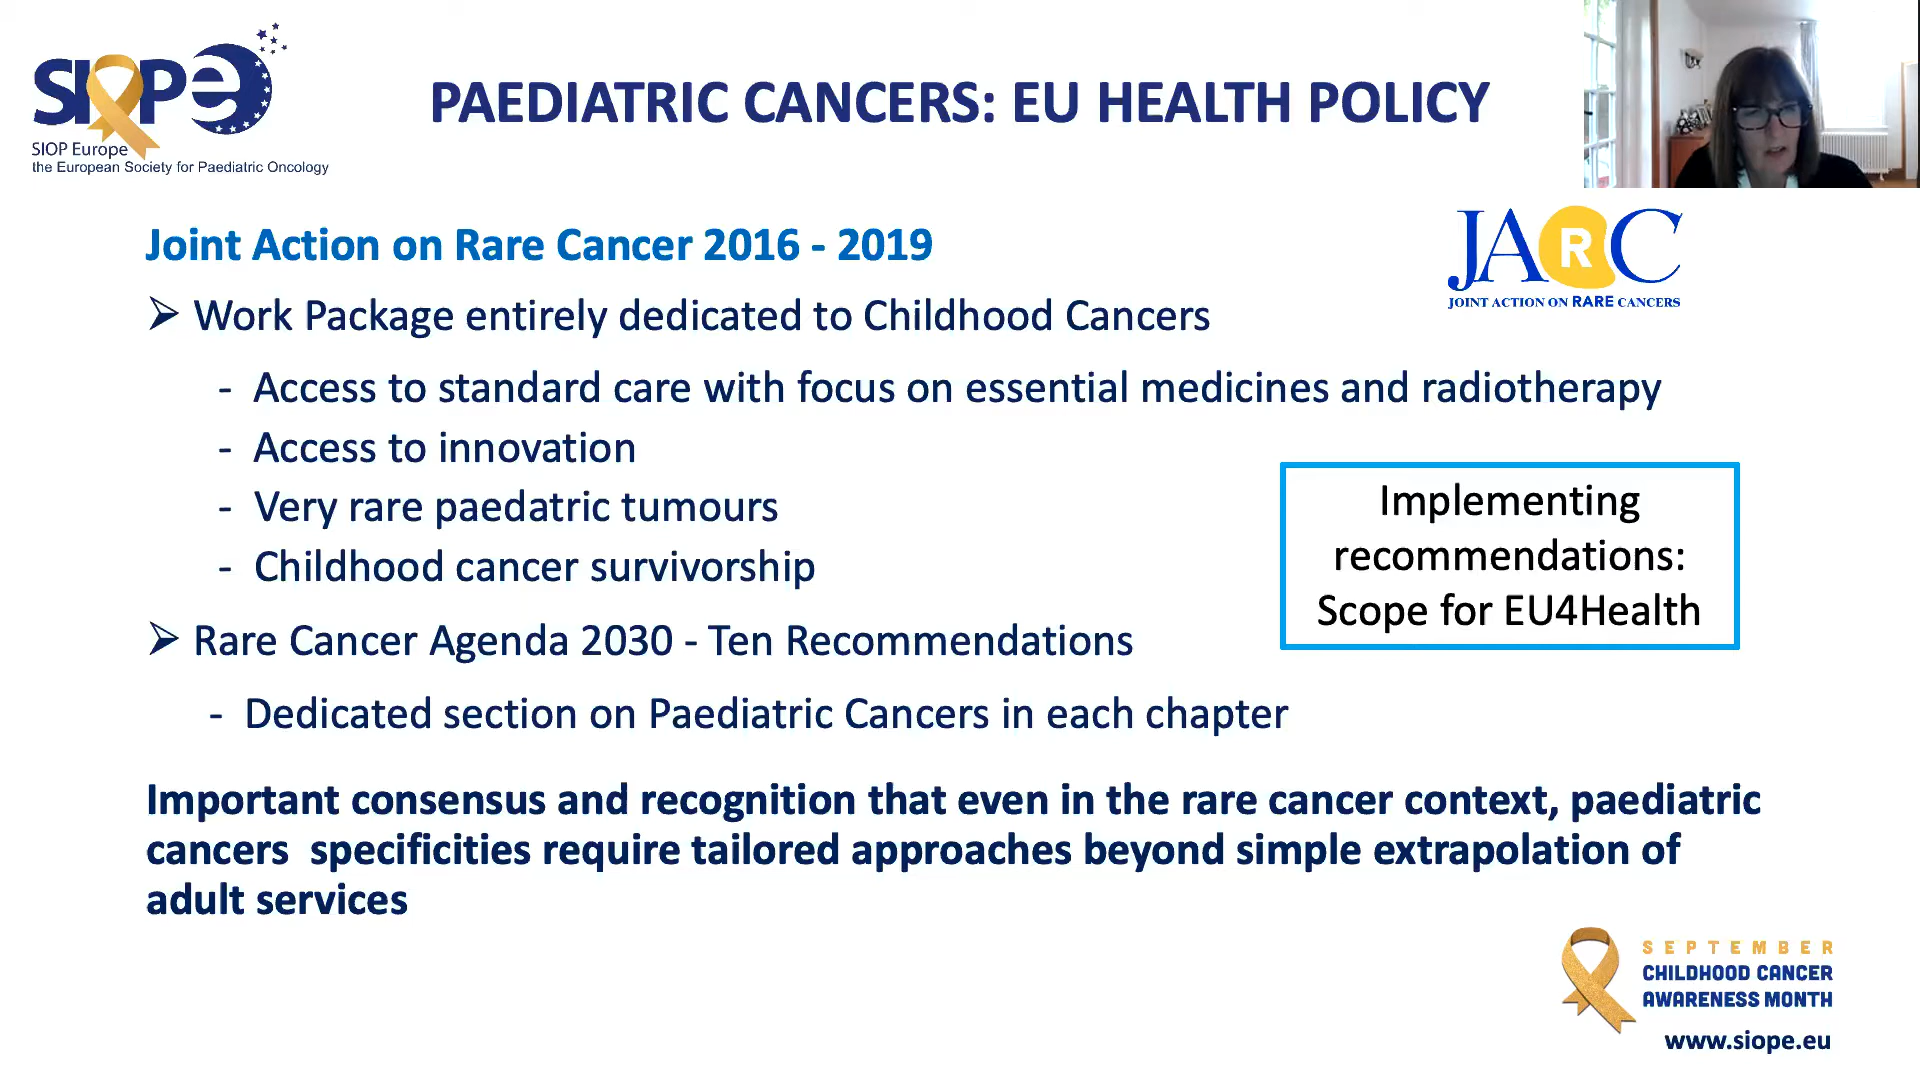 SIOPe
SIOP Europe
the European Society for Paediatric Oncology
PAEDIATRIC CANCERS: EU HEALTH POLICY
Joint Action on Rare Cancer 2016 - 2019
JARC
JOINT ACTION ON RARE CANCERS
➢ Work Package entirely dedicated to Childhood Cancers
- Access to standard care with focus on essential medicines and radiotherapy
- Access to innovation
- Very rare paedatric tumours
- Childhood cancer survivorship
Implementing
recommendations:
Scope for EU4Health
➢ Rare Cancer Agenda 2030 - Ten Recommendations
- Dedicated section on Paediatric Cancers in each chapter
Important consensus and recognition that even in the rare cancer context, paediatric
cancers specificities require tailored approaches beyond simple extrapolation of
adult services
SEPTEMBER
CHILDHOOD CANCER
AWARENESS MONTH
www.siope.eu